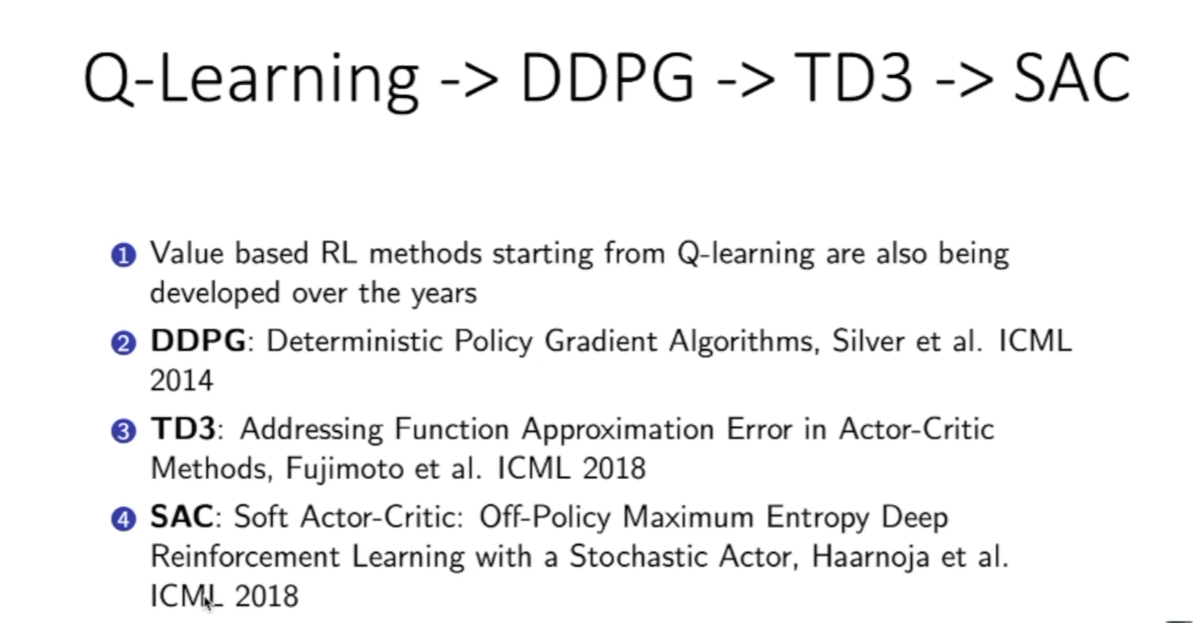 Q-Learning -> DDPG -> TD3 -> SAC
1 Value based RL methods starting from Q-learning are also being
developed over the years
2 DDPG: Deterministic Policy Gradient Algorithms, Silver et al. ICML
2014
3 TD3: Addressing Function Approximation Error in Actor-Critic
Methods, Fujimoto et al. ICML 2018
4 SAC: Soft Actor-Critic: Off-Policy Maximum Entropy Deep
Reinforcement Learning with a Stochastic Actor, Haarnoja et al.
ICML 2018